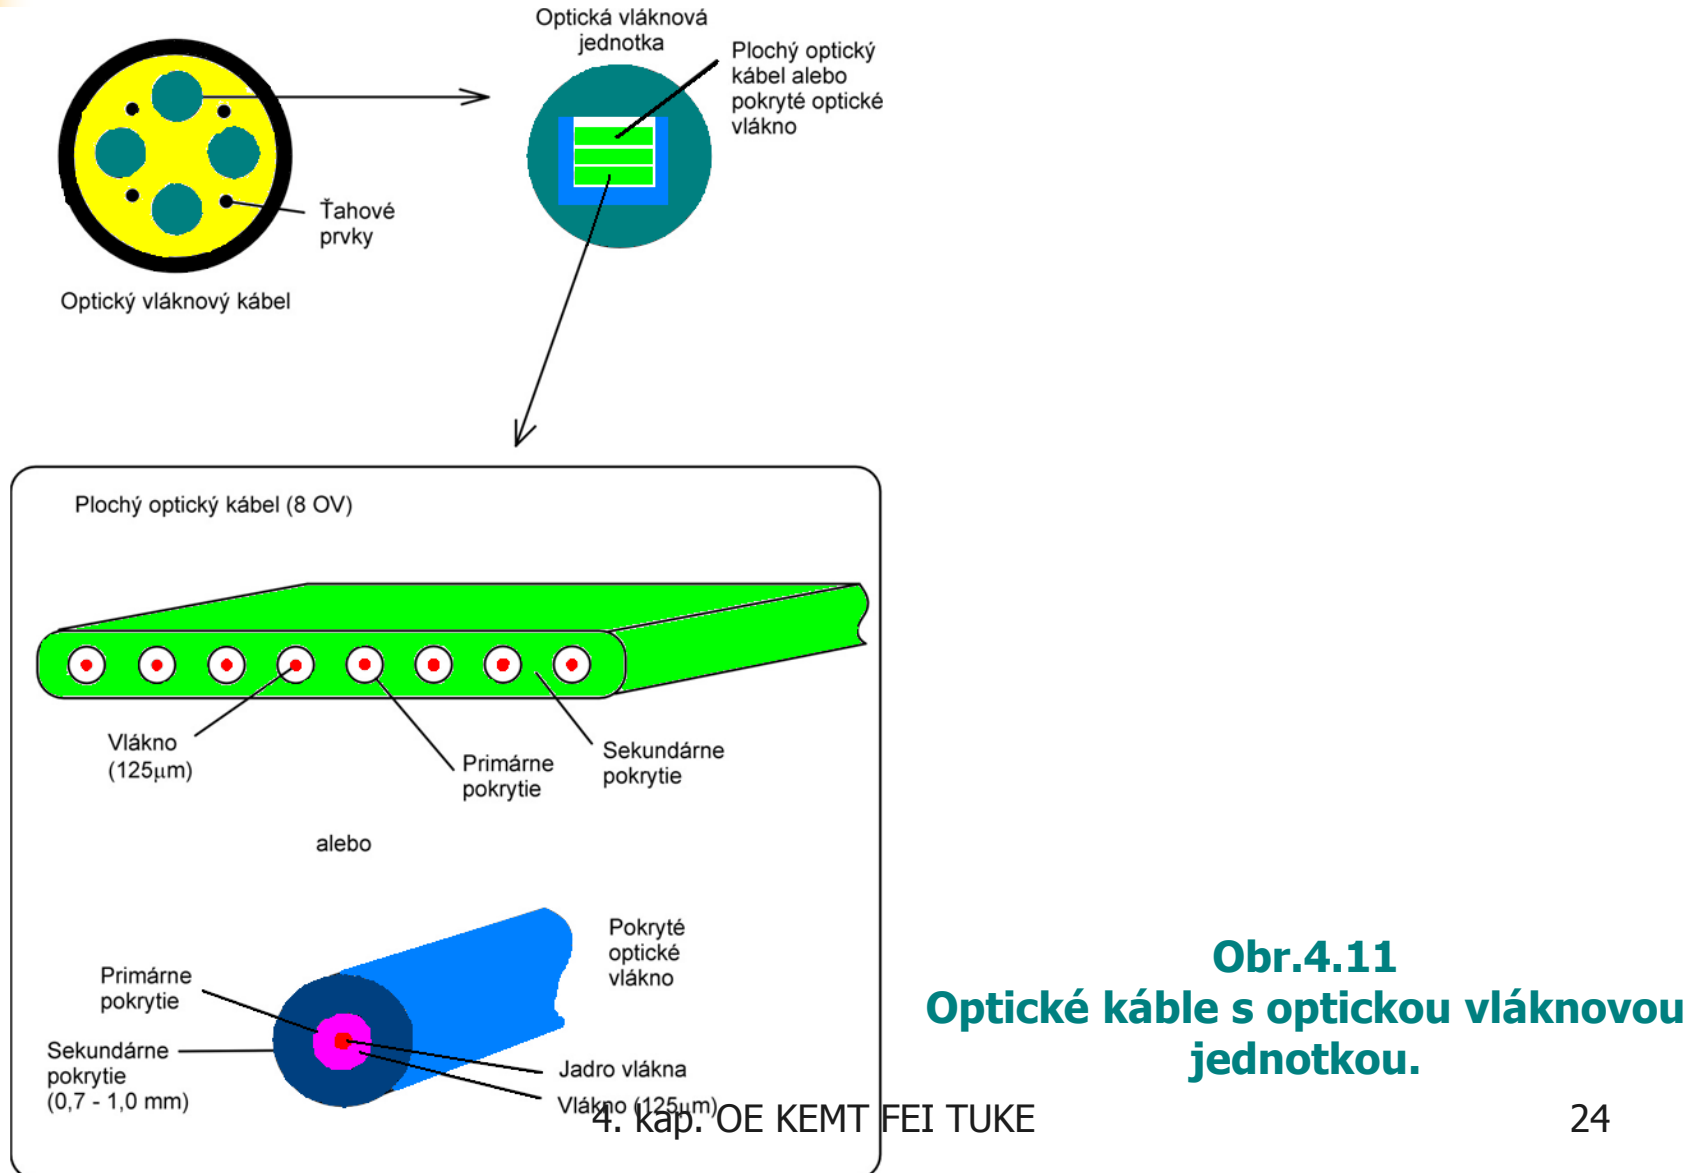 Optická vláknová
jednotka
Plochý optický
kábel alebo
pokryté optické
vlákno
Ťahové
prvky
Optický vláknový kábel
Plochý optický kábel (8 OV)
Vlákno
(125μm)
Primárne
pokrytie
Sekundárne
pokrytie
alebo
Pokryté
optické
vlákno
Primárne
pokrytie
Sekundárne
pokrytie
(0,7 - 1,0 mm)
Jadro vlákna
Vlákno (125μm)
Obr.4.11
Optické káble s optickou vláknovou
jednotkou.
4. kap. OE KEMT FEI TUKE
24